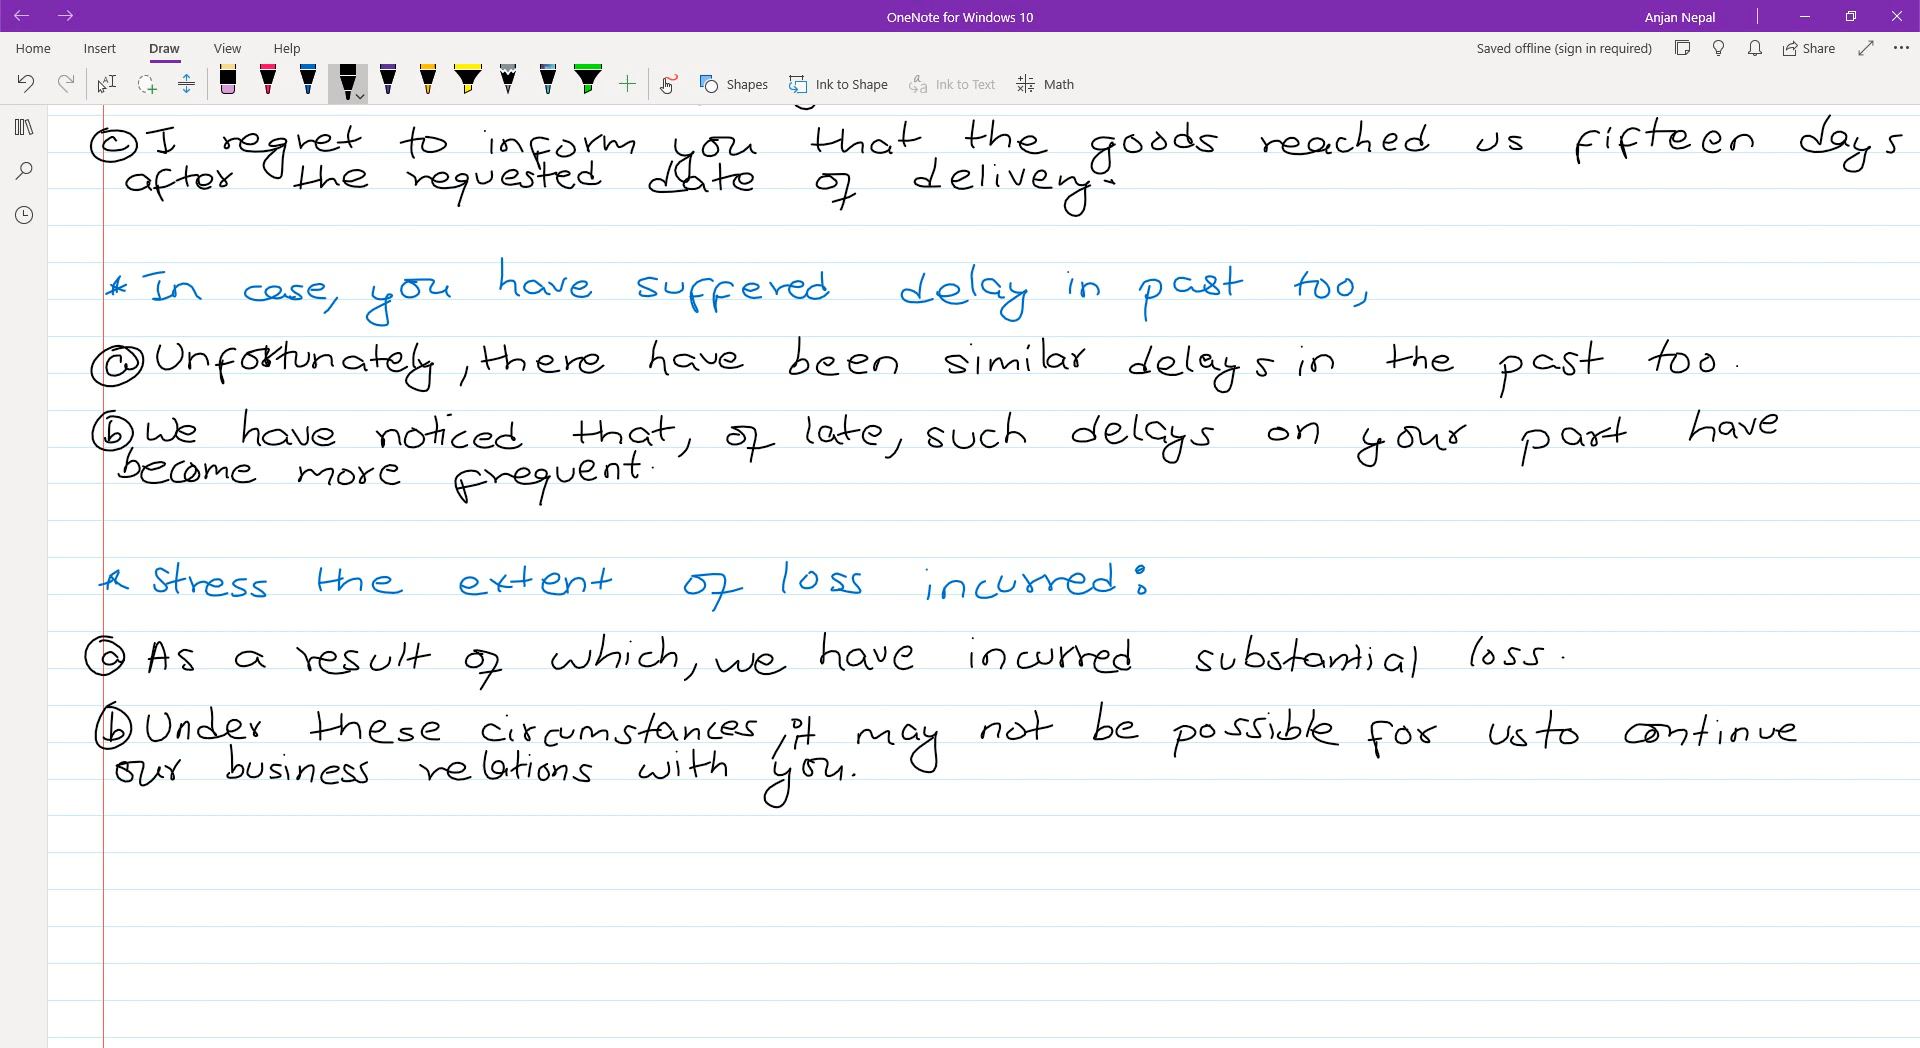 OneNote for Windows 10
Anjan Nepal
Home Insert Draw View Help
Saved offline (sign in required) Share
Shapes Ink to Shape Ink to Text Math
ⓒ I regret to inform you that the goods reached us fifteen days
after the requested date of delivery.
* In case, you have suffered delay in past too,
ⓐ Unfortunately, there have been similar delays in the past too.
ⓑ We have noticed that, of late, such delays on your part have
become more frequent.
* Stress the extent of loss incurred:
ⓐ As a result of which, we have incurred substantial loss.
ⓑ Under these circumstances, it may not be possible for us to continue
our business relations with you.